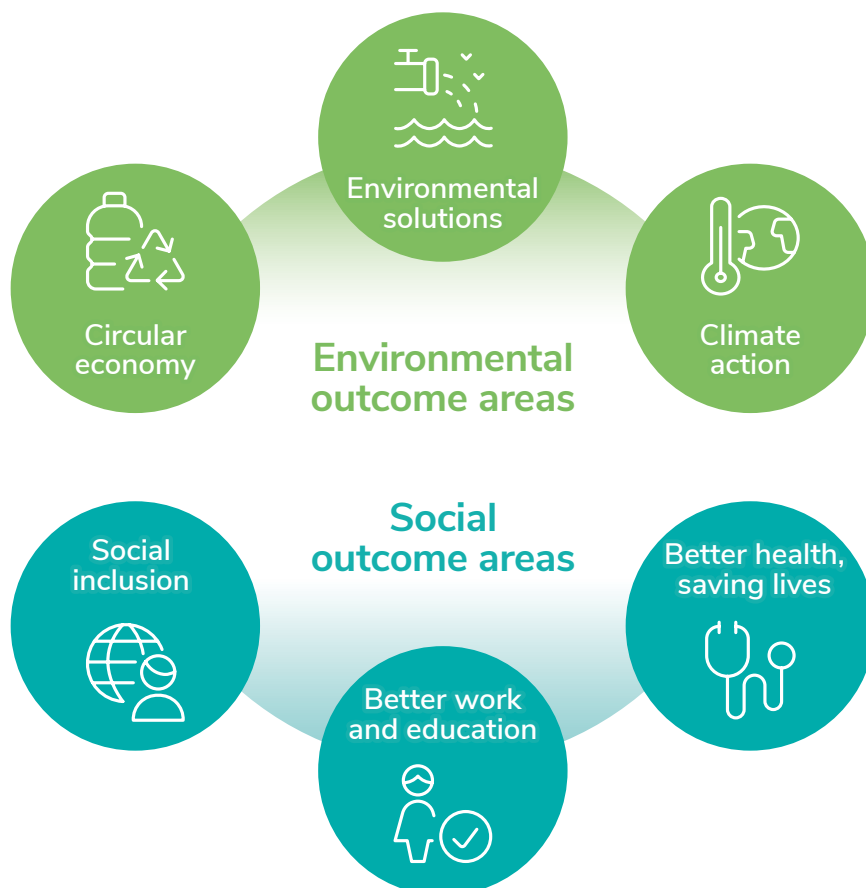 Environmental
solutions
Circular
economy
Climate
action
Environmental
outcome areas
Social
outcome areas
Social
inclusion
Better health,
saving lives
Better work
and education